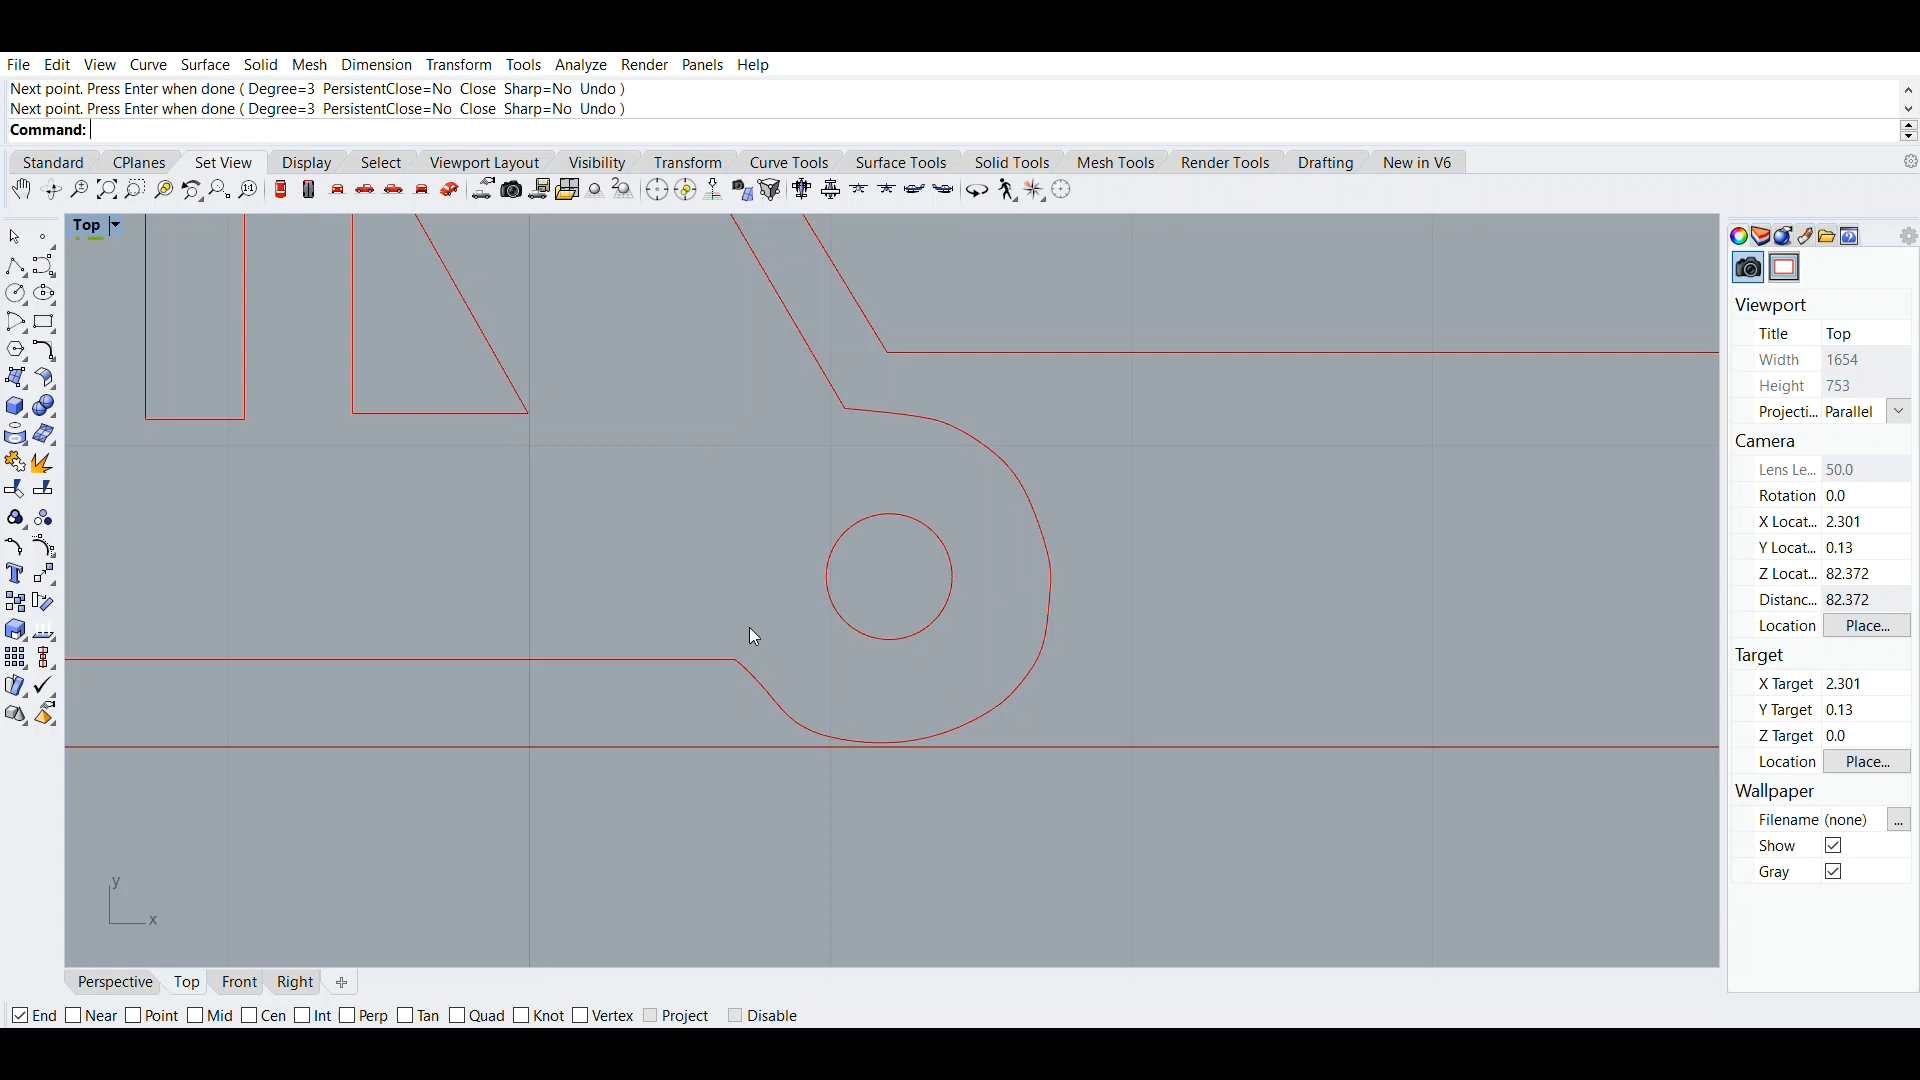 File Edit View Curve Surface Solid Mesh Dimension Transform Tools Analyze Render Panels Help
Next point. Press Enter when done ( Degree=3 PersistentClose=No Close Sharp=No Undo )
Next point. Press Enter when done ( Degree=3 PersistentClose=No Close Sharp=No Undo )
Command:
Standard CPlanes Set View Display Select Viewport Layout Visibility Transform Curve Tools Surface Tools Solid Tools Mesh Tools Render Tools Drafting New in V6
Top
Viewport
Title Top
Width 1654
Height 753
Projecti... Parallel
Camera
Lens Le... 50.0
Rotation 0.0
X Locat... 2.301
Y Locat... 0.13
Z Locat... 82.372
Distanc... 82.372
Location Place...
Target
X Target 2.301
Y Target 0.13
Z Target 0.0
Location Place...
Wallpaper
Filename (none) ...
Show
Gray
y
x
Perspective Top Front Right
End Near Point Mid Cen Int Perp Tan Quad Knot Vertex Project Disable